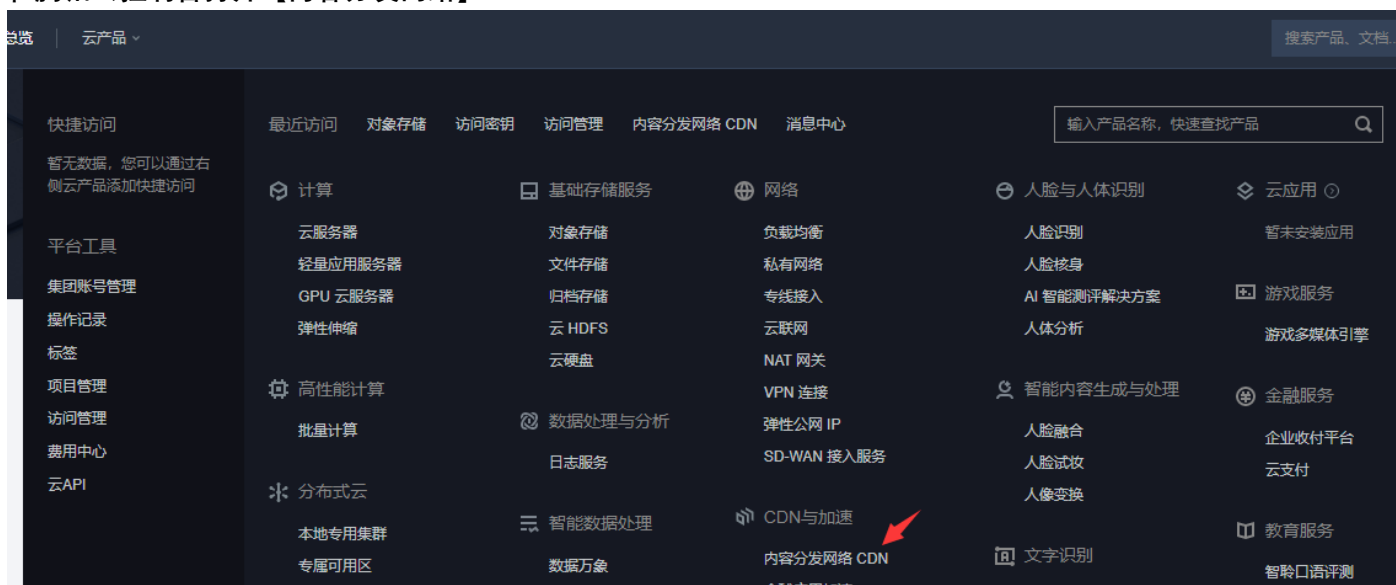 总览
云产品
搜索产品、文档...
快捷访问
暂无数据，您可以通过右
侧云产品添加快捷访问
平台工具
集团账号管理
操作记录
标签
项目管理
访问管理
费用中心
云API
最近访问 对象存储 访问密钥 访问管理 内容分发网络 CDN 消息中心
输入产品名称，快速查找产品
计算
云服务器
轻量应用服务器
GPU 云服务器
弹性伸缩
高性能计算
批量计算
分布式云
本地专用集群
专属可用区
基础存储服务
对象存储
文件存储
归档存储
云 HDFS
云硬盘
数据处理与分析
日志服务
智能数据处理
数据万象
网络
负载均衡
私有网络
专线接入
云联网
NAT 网关
VPN 连接
弹性公网 IP
SD-WAN 接入服务
CDN与加速
内容分发网络 CDN
人脸与人体识别
人脸识别
人脸核身
AI 智能测评解决方案
人体分析
智能内容生成与处理
人脸融合
人脸试妆
人像变换
文字识别
云应用
暂未安装应用
游戏服务
游戏多媒体引擎
金融服务
企业收付平台
云支付
教育服务
智聆口语评测